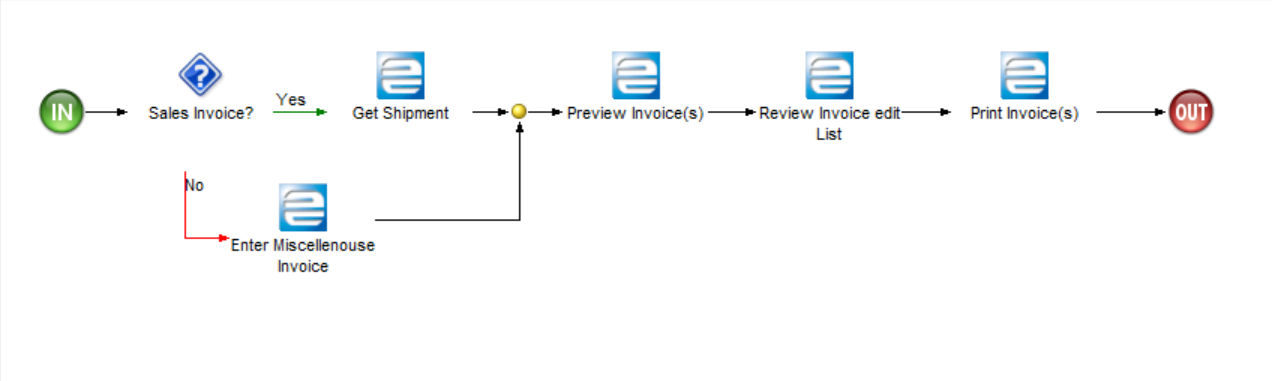 IN
Sales Invoice?
Yes
Get Shipment
Preview Invoice(s)
Review Invoice edit
List
Print Invoice(s)
OUT
No
Enter Miscellenouse
Invoice